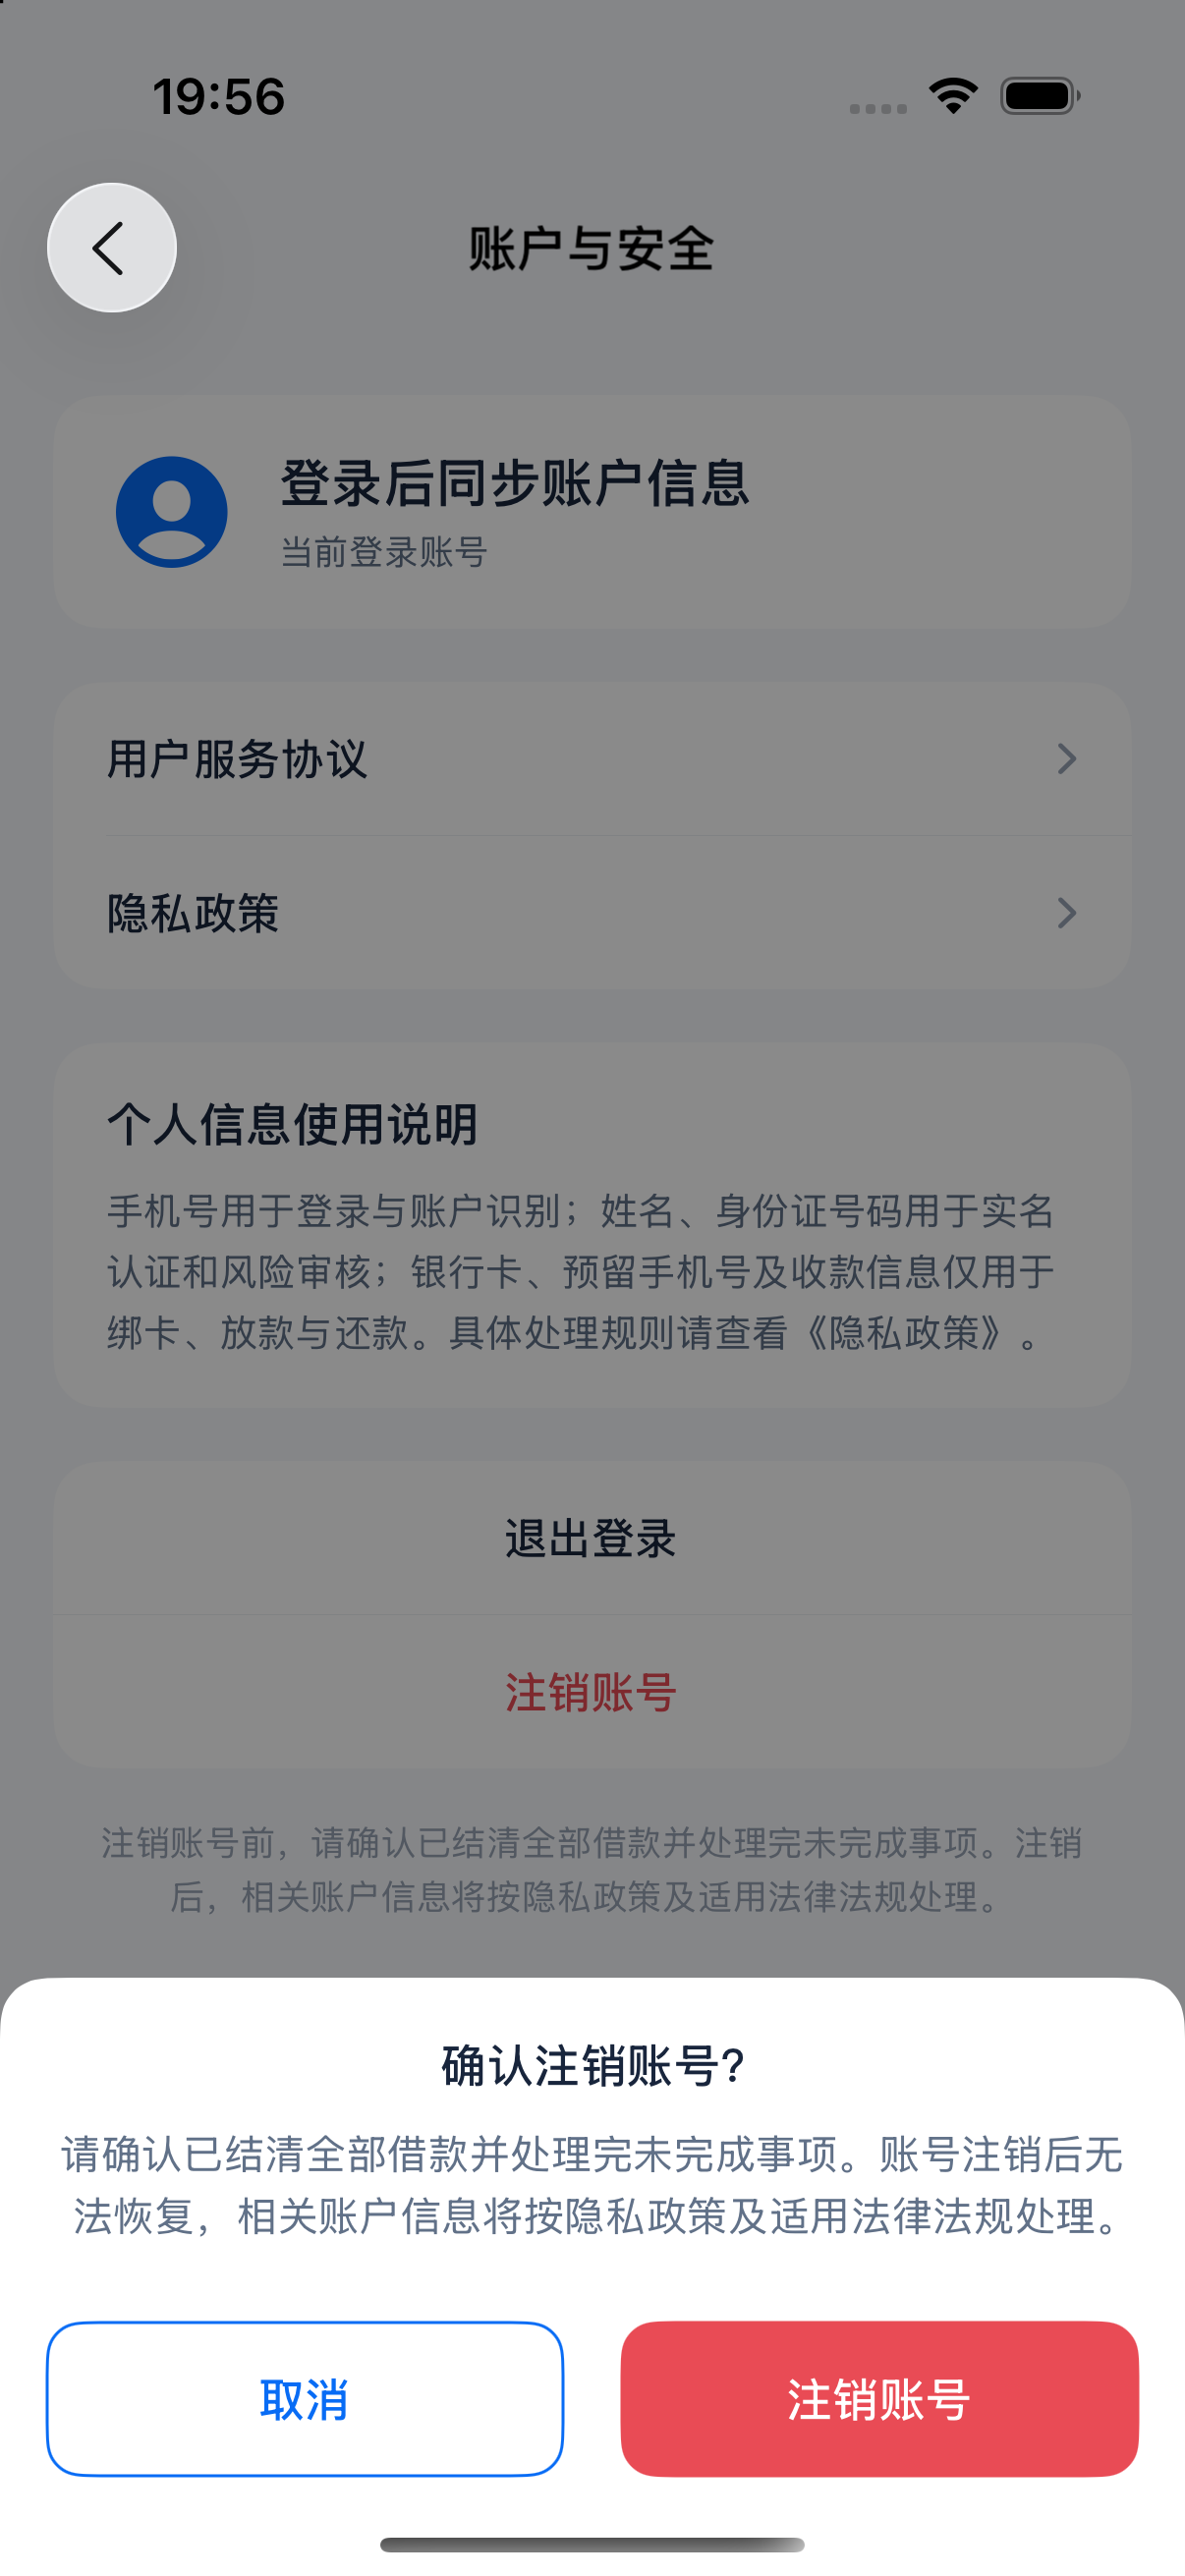 19:56
账户与安全
登录后同步账户信息
当前登录账号
用户服务协议
隐私政策
个人信息使用说明
手机号用于登录与账户识别；姓名、身份证号码用于实名
认证和风险审核；银行卡、预留手机号及收款信息仅用于
绑卡、放款与还款。具体处理规则请查看《隐私政策》。
退出登录
注销账号
注销账号前，请确认已结清全部借款并处理完未完成事项。注销
后，相关账户信息将按隐私政策及适用法律法规处理。
确认注销账号?
请确认已结清全部借款并处理完未完成事项。账号注销后无
法恢复，相关账户信息将按隐私政策及适用法律法规处理。
取消
注销账号